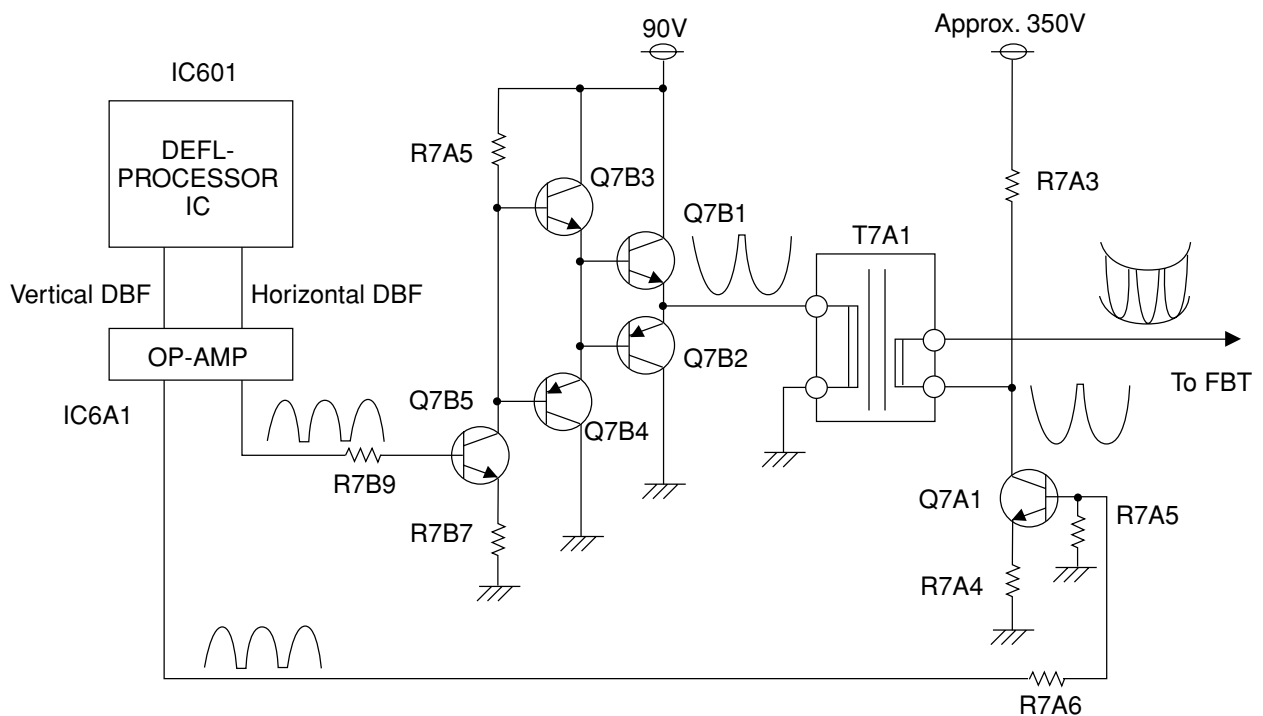 90V
Approx. 350V
IC601
DEFL-
PROCESSOR
IC
R7A5
Q7B3
R7A3
Q7B1
T7A1
Vertical DBF
Horizontal DBF
OP-AMP
Q7B2
To FBT
IC6A1
Q7B5
Q7B4
R7B9
Q7A1
R7A5
R7B7
R7A4
R7A6